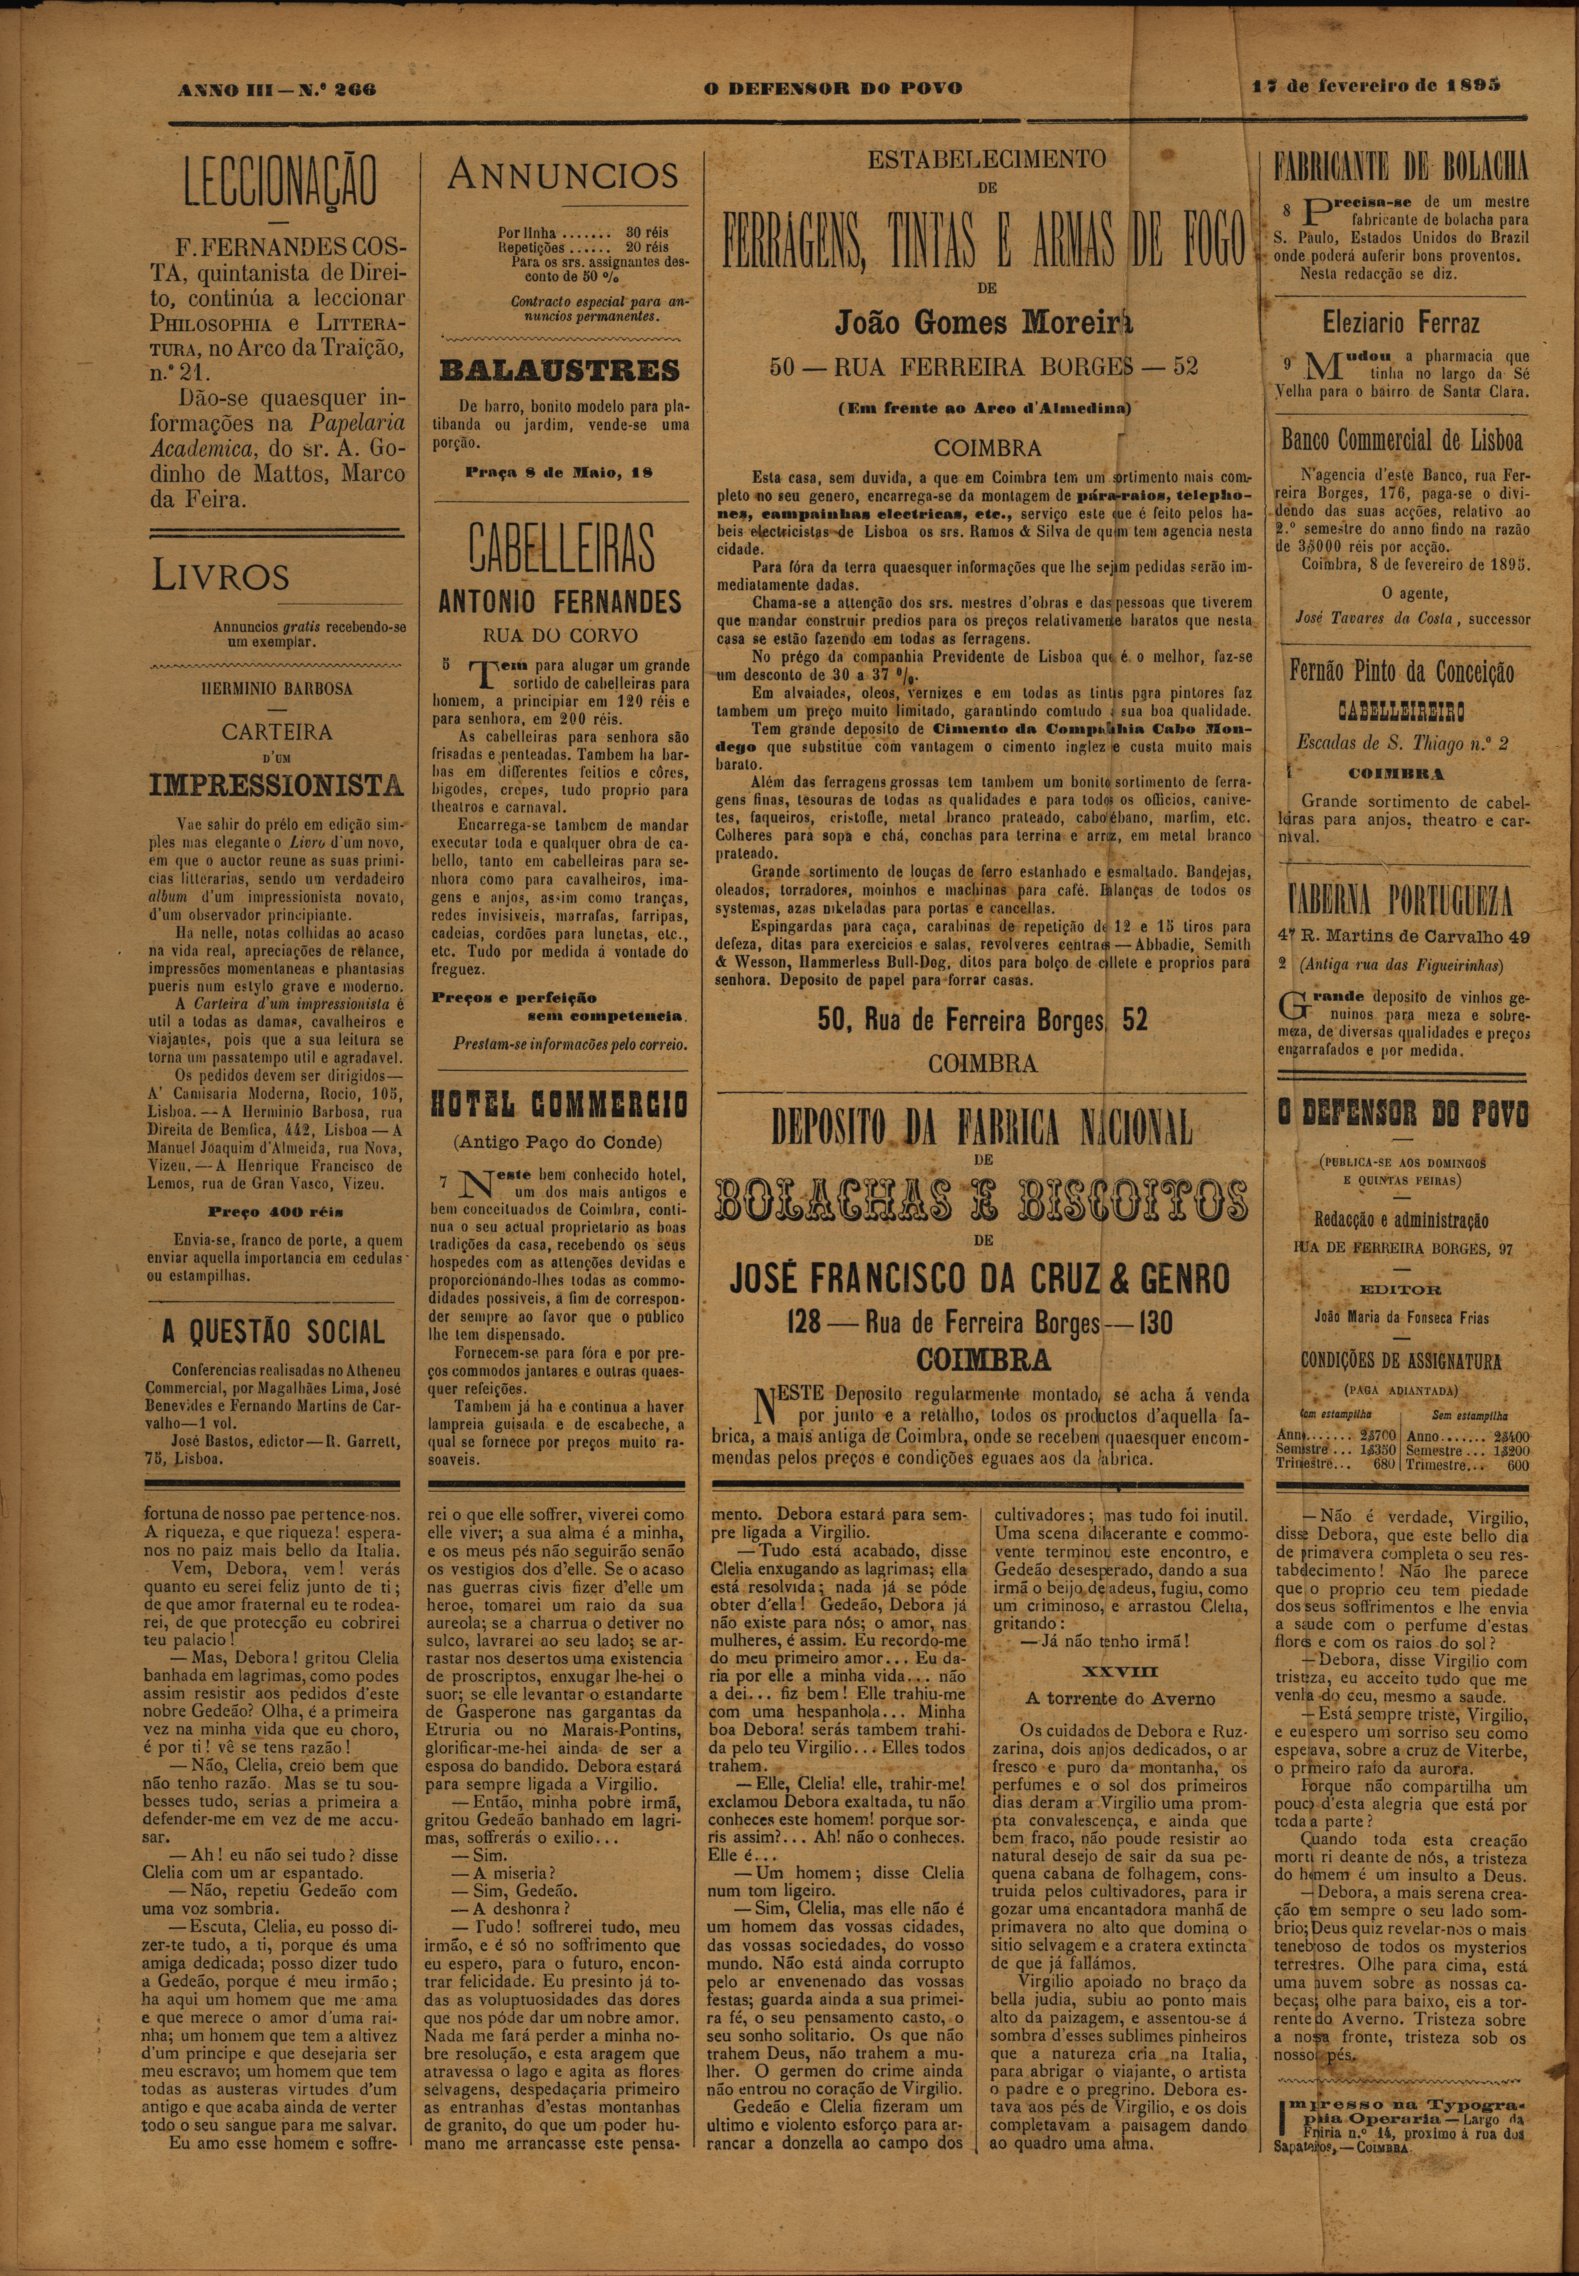 ANNO III — N.º 266
O DEFENSOR DO POVO
17 de fevereiro de 1895
LECCIONAÇÃO
F. FERNANDES COS-
TA, quintanista de Direi-
to, continúa a leccionar
PHILOSOPHIA e LITTERA-
TURA, no Arco da Traição,
n.º 21.
Dão-se quaesquer in-
formações na Papelaria
Academica, do sr. A. Go-
dinho de Mattos, Marco
da Feira.
LIVROS
Annuncios gratis recebendo-se
um exemplar.
HERMINIO BARBOSA
CARTEIRA
D'UM
IMPRESSIONISTA
Vae sahir do prélo em edição sim-
ples mas elegante o Livro d'um novo,
em que o auctor reune as suas primi-
cias litterarias, sendo um verdadeiro
album d'um impressionista novato,
d'um observador principiante.
Ha nelle, notas colhidas ao acaso
na vida real, apreciações de relance,
impressões momentaneas e phantasias
pueris num estylo grave e moderno.
A Carteira d'um impressionista é
util a todas as damas, cavalheiros e
viajantes, pois que a sua leitura se
torna um passatempo util e agradavel.
Os pedidos devem ser dirigidos—
A' Camisaria Moderna, Rocio, 105,
Lisboa. — A Herminio Barbosa, rua
Direita de Bemfica, 442, Lisboa — A
Manuel Joaquim d'Almeida, rua Nova,
Vizeu. — A Henrique Francisco de
Lemos, rua de Gran Vasco, Vizeu.
Preço 400 réis
Envia-se, franco de porte, a quem
enviar aquella importancia em cedulas
ou estampilhas.
A QUESTÃO SOCIAL
Conferencias realisadas no Atheneu
Commercial, por Magalhães Lima, José
Benevides e Fernando Martins de Car-
valho—1 vol.
José Bastos, edictor—R. Garrett,
75, Lisboa.
ANNUNCIOS
Por linha ....... 30 réis
Repetições ...... 20 réis
Para os srs. assignantes des-
conto de 50 %
Contracto especial para an-
nuncios permanentes.
BALAUSTRES
De barro, bonito modelo para pla-
tibanda ou jardim, vende-se uma
porção.
Praça 8 de Maio, 18
CABELLEIRAS
ANTONIO FERNANDES
RUA DO CORVO
5 Tem para alugar um grande
sortido de cabelleiras para
homem, a principiar em 120 réis e
para senhora, em 200 réis.
As cabelleiras para senhora são
frisadas e penteadas. Tambem ha bar-
bas em differentes feitios e côres,
bigodes, crepes, tudo proprio para
theatros e carnaval.
Encarrega-se tambem de mandar
executar toda e qualquer obra de ca-
bello, tanto em cabelleiras para se-
nhora como para cavalheiros, ima-
gens e anjos, assim como tranças,
redes invisiveis, marrafas, farripas,
cadeias, cordões para lunetas, etc.,
etc. Tudo por medida á vontade do
freguez.
Preços e perfeição
sem competencia.
Prestam-se informacões pelo correio.
HOTEL COMMERCIO
(Antigo Paço do Conde)
7 Neste bem conhecido hotel,
um dos mais antigos e
bem conceituados de Coimbra, conti-
nua o seu actual proprietario as boas
tradições da casa, recebendo os seus
hospedes com as attenções devidas e
proporcionando-lhes todas as commo-
didades possiveis, a fim de correspon-
der sempre ao favor que o publico
lhe tem dispensado.
Fornecem-se para fóra e por pre-
ços commodos jantares e outras quaes-
quer refeições.
Tambem já ha e continua a haver
lampreia guisada e de escabeche, a
qual se fornece por preços muito ra-
soaveis.
ESTABELECIMENTO
DE
FERRAGENS, TINTAS E ARMAS DE FOGO
DE
João Gomes Moreira
50 — RUA FERREIRA BORGES — 52
(Em frente ao Arco d'Almedina)
COIMBRA
Esta casa, sem duvida, a que em Coimbra tem um sortimento mais com-
pleto no seu genero, encarrega-se da montagem de pára-raios, telepho-
nes, campainhas electricas, etc., serviço este que é feito pelos ha-
beis electricistas de Lisboa os srs. Ramos & Silva de quem tem agencia nesta
cidade.
Para fóra da terra quaesquer informações que lhe sejam pedidas serão im-
mediatamente dadas.
Chama-se a attenção dos srs. mestres d'obras e das pessoas que tiverem
que mandar construir predios para os preços relativamente baratos que nesta
casa se estão fazendo em todas as ferragens.
No prégo da companhia Previdente de Lisboa que é o melhor, faz-se
um desconto de 30 a 37 %.
Em alvaiades, oleos, vernizes e em todas as tintas para pintores faz
tambem um preço muito limitado, garantindo comtudo a sua boa qualidade.
Tem grande deposito de Cimento da Companhia Cabo Mon-
dego que substitue com vantagem o cimento inglez e custa muito mais
barato.
Além das ferragens grossas tem tambem um bonito sortimento de ferra-
gens finas, tesouras de todas as qualidades e para todos os officios, canive-
tes, faqueiros, cristofle, metal branco prateado, cabo ébano, marfim, etc.
Colheres para sopa e chá, conchas para terrina e arroz, em metal branco
prateado.
Grande sortimento de louças de ferro estanhado e esmaltado. Bandejas,
oleados, torradores, moinhos e machinas para café. Balanças de todos os
systemas, azas nikeladas para portas e cancellas.
Espingardas para caça, carabinas de repetição de 12 e 15 tiros para
defeza, ditas para exercicios e salas, revolveres centraes — Abbadie, Semith
& Wesson, Hammerless Bull-Dog, ditos para bolço de collete e proprios para
senhora. Deposito de papel para forrar casas.
50, Rua de Ferreira Borges, 52
COIMBRA
DEPOSITO DA FABRICA NACIONAL
DE
BOLACHAS E BISCOITOS
DE
JOSÉ FRANCISCO DA CRUZ & GENRO
128 — Rua de Ferreira Borges — 130
COIMBRA
NESTE Deposito regularmente montado, se acha á venda
por junto e a retalho, todos os productos d'aquella fa-
brica, a mais antiga de Coimbra, onde se recebem quaesquer encom-
mendas pelos preços e condições eguaes aos da fabrica.
FABRICANTE DE BOLACHA
8 Precisa-se de um mestre
fabricante de bolacha para
S. Paulo, Estados Unidos do Brazil
onde poderá auferir bons proventos.
Nesta redacção se diz.
Eleziario Ferraz
9 Mudou a pharmacia que
tinha no largo da Sé
Velha para o bairro de Santa Clara.
Banco Commercial de Lisboa
N'agencia d'este Banco, rua Fer-
reira Borges, 176, paga-se o divi-
dendo das suas acções, relativo ao
2.º semestre do anno findo na razão
de 3$000 réis por acção.
Coimbra, 8 de fevereiro de 1895.
O agente,
José Tavares da Costa, successor
Fernão Pinto da Conceição
CABELLEIREIRO
Escadas de S. Thiago n.º 2
1 COIMBRA
Grande sortimento de cabel-
leiras para anjos, theatro e car-
nival.
TABERNA PORTUGUEZA
47 R. Martins de Carvalho 49
2 (Antiga rua das Figueirinhas)
Grande deposito de vinhos ge-
nuinos para meza e sobre-
meza, de diversas qualidades e preços
engarrafados e por medida.
O DEFENSOR DO POVO
(PUBLICA-SE AOS DOMINGOS
E QUINTAS FEIRAS)
Redacção e administração
RUA DE FERREIRA BORGES, 97
EDITOR
João Maria da Fonseca Frias
CONDIÇÕES DE ASSIGNATURA
(PAGA ADIANTADA)
Com estampilha Sem estampilha
Anno....... 2$700 Anno....... 2$400
Semestre ... 1$350 Semestre ... 1$200
Trimestre... 680 Trimestre... 600
fortuna de nosso pae pertence-nos.
A riqueza, e que riqueza! espera-
nos no paiz mais bello da Italia.
Vem, Debora, vem! verás
quanto eu serei feliz junto de ti;
de que amor fraternal eu te rodea-
rei, de que protecção eu cobrirei
teu palacio!
— Mas, Debora! gritou Clelia
banhada em lagrimas, como podes
assim resistir aos pedidos d'este
nobre Gedeão? Olha, é a primeira
vez na minha vida que eu choro,
é por ti! vê se tens razão!
— Não, Clelia, creio bem que
não tenho razão. Mas se tu sou-
besses tudo, serias a primeira a
defender-me em vez de me accu-
sar.
— Ah! eu não sei tudo? disse
Clelia com um ar espantado.
— Não, repetiu Gedeão com
uma voz sombria.
— Escuta, Clelia, eu posso di-
zer-te tudo, a ti, porque és uma
amiga dedicada; posso dizer tudo
a Gedeão, porque é meu irmão;
ha aqui um homem que me ama
e que merece o amor d'uma rai-
nha; um homem que tem a altivez
d'um principe e que desejaria ser
meu escravo; um homem que tem
todas as austeras virtudes d'um
antigo e que acaba ainda de verter
todo o seu sangue para me salvar.
Eu amo esse homem e soffre-
rei o que elle soffrer, viverei como
elle viver; a sua alma é a minha,
e os meus pés não seguirão senão
os vestigios dos d'elle. Se o acaso
nas guerras civis fizer d'elle um
heroe, tomarei um raio da sua
aureola; se a charrua o detiver no
sulco, lavrarei ao seu lado; se ar-
rastar nos desertos uma existencia
de proscriptos, enxugar lhe-hei o
suor; se elle levantar o estandarte
de Gasperone nas gargantas da
Etruria ou no Marais-Pontins,
glorificar-me-hei ainda de ser a
esposa do bandido. Debora estará
para sempre ligada a Virgilio.
— Então, minha pobre irmã,
gritou Gedeão banhado em lagri-
mas, soffrerás o exilio...
— Sim.
— A miseria?
— Sim, Gedeão.
— A deshonra?
— Tudo! soffrerei tudo, meu
irmão, e é só no soffrimento que
eu espero, para o futuro, encon-
trar felicidade. Eu presinto já to-
das as voluptuosidades das dores
que nos póde dar um nobre amor.
Nada me fará perder a minha no-
bre resolução, e esta aragem que
atravessa o lago e agita as flores
selvagens, despedaçaria primeiro
as entranhas d'estas montanhas
de granito, do que um poder hu-
mano me arrancasse este pensa-
mento. Debora estará para sem-
pre ligada a Virgilio.
— Tudo está acabado, disse
Clelia enxugando as lagrimas; ella
está resolvida; nada já se póde
obter d'ella! Gedeão, Debora já
não existe para nós; o amor, nas
mulheres, é assim. Eu recordo-me
do meu primeiro amor... Eu da-
ria por elle a minha vida... não
a dei... fiz bem! Elle trahiu-me
com uma hespanhola... Minha
boa Debora! serás tambem trahi-
da pelo teu Virgilio... Elles todos
trahem.
— Elle, Clelia! elle, trahir-me!
exclamou Debora exaltada, tu não
conheces este homem! porque sor-
ris assim?... Ah! não o conheces.
Elle é...
— Um homem; disse Clelia
num tom ligeiro.
— Sim, Clelia, mas elle não é
um homem das vossas cidades,
das vossas sociedades, do vosso
mundo. Não está ainda corrupto
pelo ar envenenado das vossas
festas; guarda ainda a sua primei-
ra fé, o seu pensamento casto, o
seu sonho solitario. Os que não
trahem Deus, não trahem a mu-
lher. O germen do crime ainda
não entrou no coração de Virgilio.
Gedeão e Clelia fizeram um
ultimo e violento esforço para ar-
rancar a donzella ao campo dos
cultivadores; mas tudo foi inutil.
Uma scena dilacerante e commo-
vente terminou este encontro, e
Gedeão desesperado, dando a sua
irmã o beijo de adeus, fugiu, como
um criminoso, e arrastou Clelia,
gritando:
— Já não tenho irmã!
XXVIII
A torrente do Averno
Os cuidados de Debora e Ruz-
zarina, dois anjos dedicados, o ar
fresco e puro da montanha, os
perfumes e o sol dos primeiros
dias deram a Virgilio uma prom-
pta convalescença, e ainda que
bem fraco, não poude resistir ao
natural desejo de sair da sua pe-
quena cabana de folhagem, cons-
truida pelos cultivadores, para ir
gozar uma encantadora manhã de
primavera no alto que domina o
sitio selvagem e a cratera extincta
de que já fallámos.
Virgilio apoiado no braço da
bella judia, subiu ao ponto mais
alto da paizagem, e assentou-se á
sombra d'esses sublimes pinheiros
que a natureza cria na Italia,
para abrigar o viajante, o artista
o padre e o pregrino. Debora es-
tava aos pés de Virgilio, e os dois
completavam a paisagem dando
ao quadro uma alma.
— Não é verdade, Virgilio,
disse Debora, que este bello dia
de primavera completa o seu res-
tabelecimento! Não lhe parece
que o proprio ceu tem piedade
dos seus soffrimentos e lhe envia
a saude com o perfume d'estas
flores e com os raios do sol?
— Debora, disse Virgilio com
tristeza, eu acceito tudo que me
venha do ceu, mesmo a saude.
— Está sempre triste, Virgilio,
e eu espero um sorriso seu como
esperava, sobre a cruz de Viterbe,
o primeiro raio da aurora.
Porque não compartilha um
pouco d'esta alegria que está por
toda a parte?
Quando toda esta creação
morti ri deante de nós, a tristeza
do homem é um insulto a Deus.
— Debora, a mais serena crea-
ção tem sempre o seu lado som-
brio; Deus quiz revelar-nos o mais
tenebroso de todos os mysterios
terrestres. Olhe para cima, está
uma nuvem sobre as nossas ca-
beças; olhe para baixo, eis a tor-
rente do Averno. Tristeza sobre
a nossa fronte, tristeza sob os
nossos pés.
Impresso na Typogra-
phia Operaria — Largo da
Freiria n.º 14, proximo á rua dos
Sapateiros, — COIMBRA.